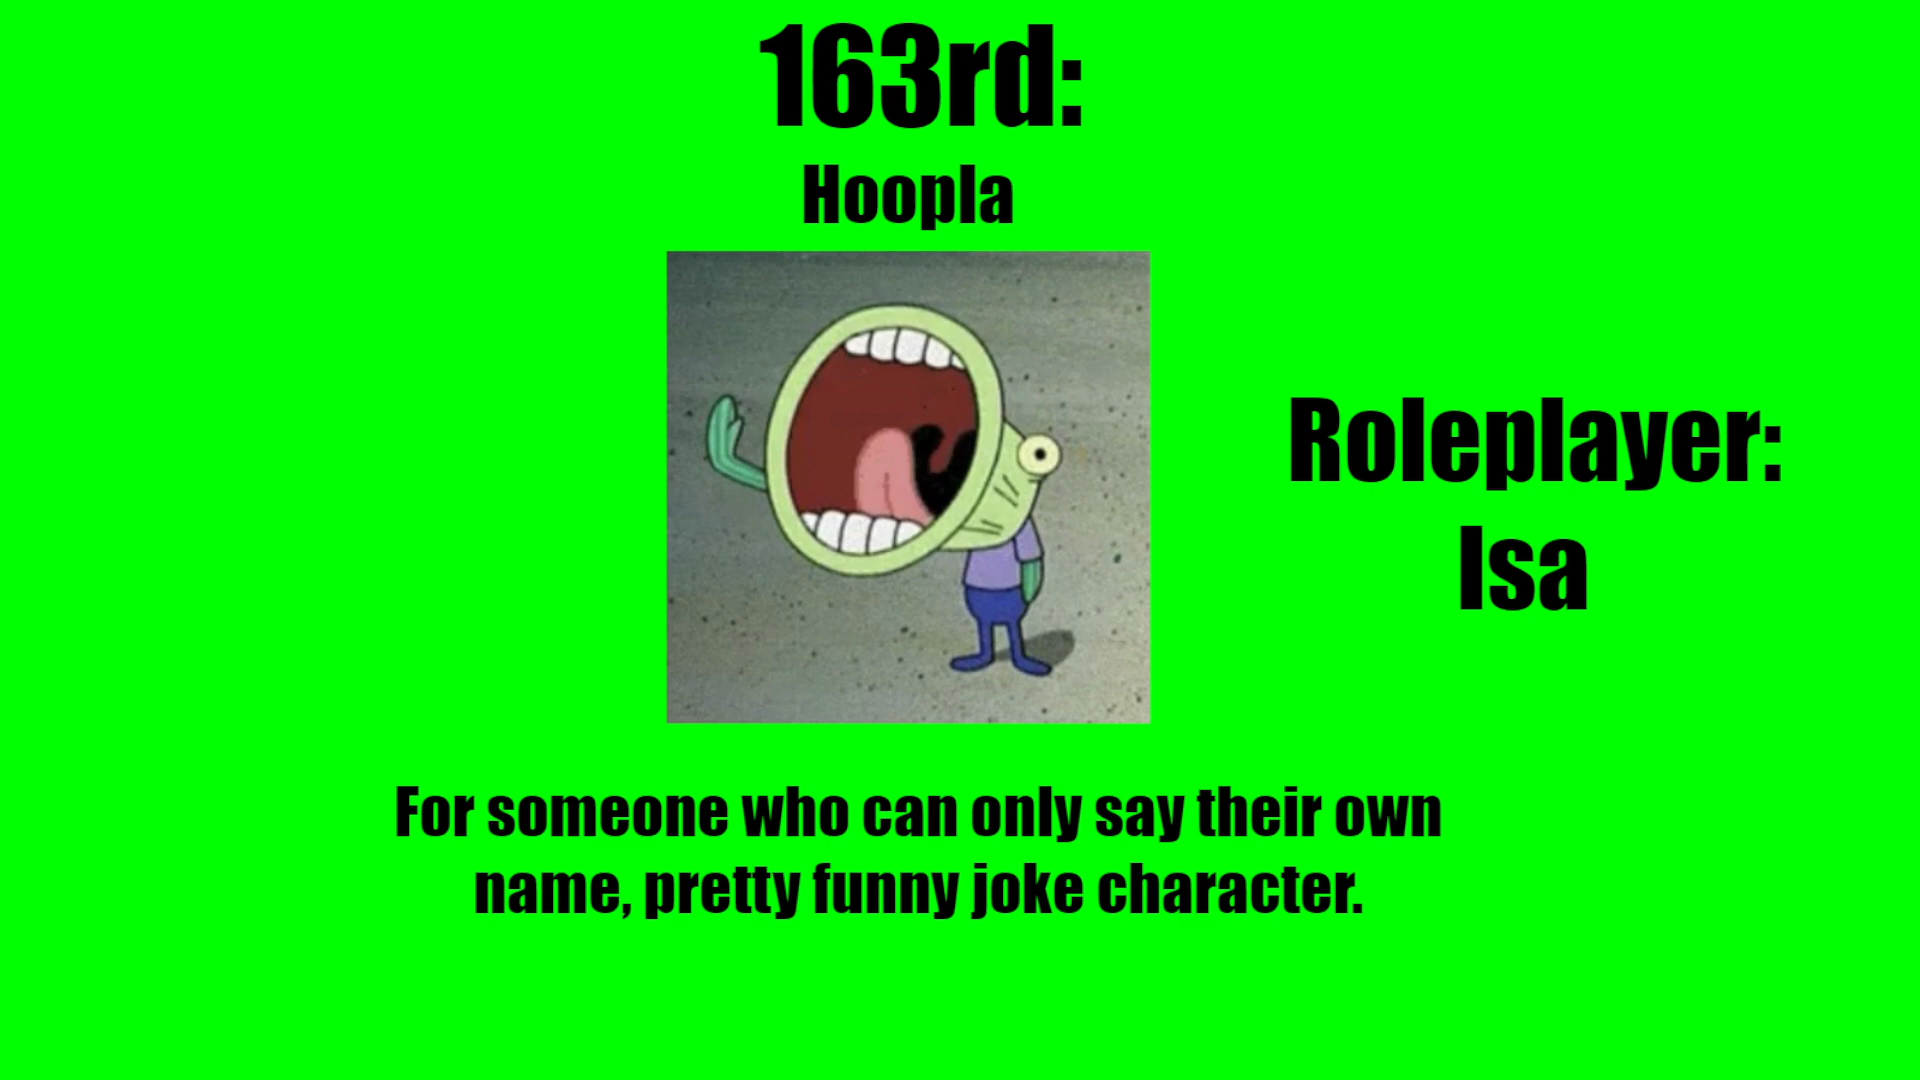 163rd:
Hoopla
Roleplayer:
Isa
For someone who can only say their own
name, pretty funny joke character.